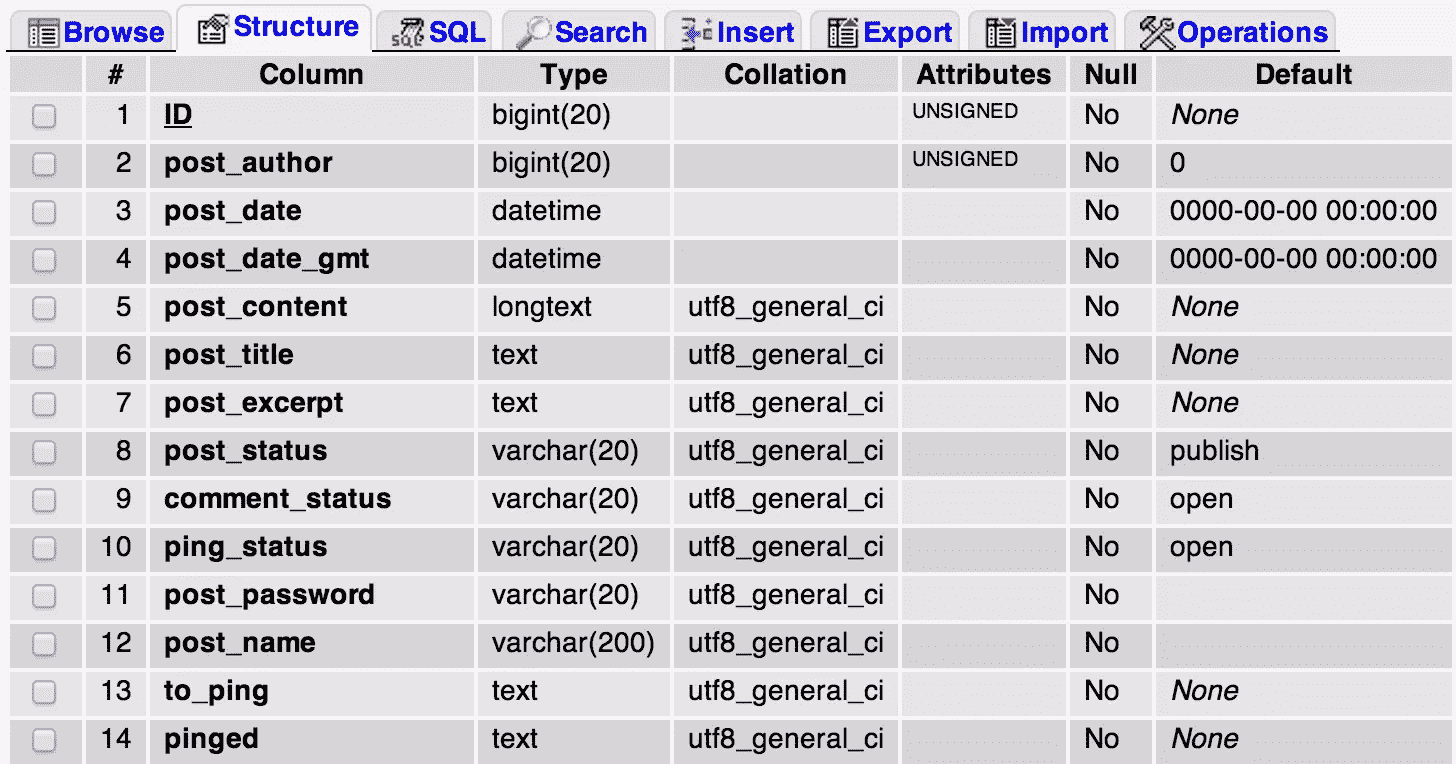 Browse Structure SQL Search Insert Export Import Operations
# Column Type Collation Attributes Null Default
1 ID bigint(20) UNSIGNED No None
2 post_author bigint(20) UNSIGNED No 0
3 post_date datetime No 0000-00-00 00:00:00
4 post_date_gmt datetime No 0000-00-00 00:00:00
5 post_content longtext utf8_general_ci No None
6 post_title text utf8_general_ci No None
7 post_excerpt text utf8_general_ci No None
8 post_status varchar(20) utf8_general_ci No publish
9 comment_status varchar(20) utf8_general_ci No open
10 ping_status varchar(20) utf8_general_ci No open
11 post_password varchar(20) utf8_general_ci No
12 post_name varchar(200) utf8_general_ci No
13 to_ping text utf8_general_ci No None
14 pinged text utf8_general_ci No None